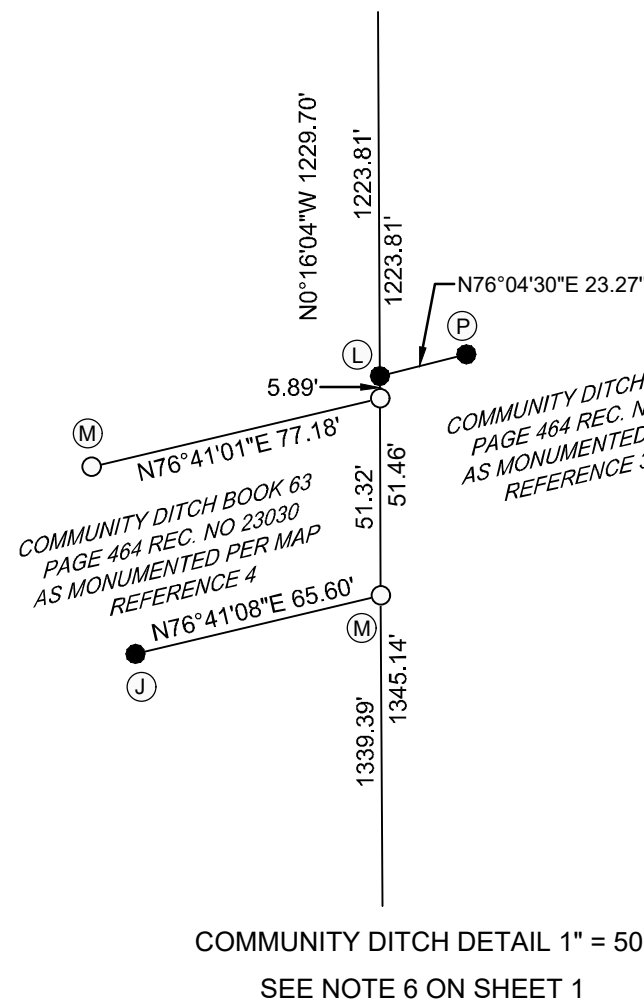 N0°16'04"W 1229.70'
1223.81'
1223.81'
N76°04'30"E 23.27'
P
L
5.89'
M
N76°41'01"E 77.18'
COMMUNITY DITCH
PAGE 464 REC. N
AS MONUMENTED
REFERENCE 3
51.32'
51.46'
COMMUNITY DITCH BOOK 63
PAGE 464 REC. NO 23030
AS MONUMENTED PER MAP
REFERENCE 4
N76°41'08"E 65.60'
M
J
1339.39'
1345.14'
COMMUNITY DITCH DETAIL 1" = 50
SEE NOTE 6 ON SHEET 1